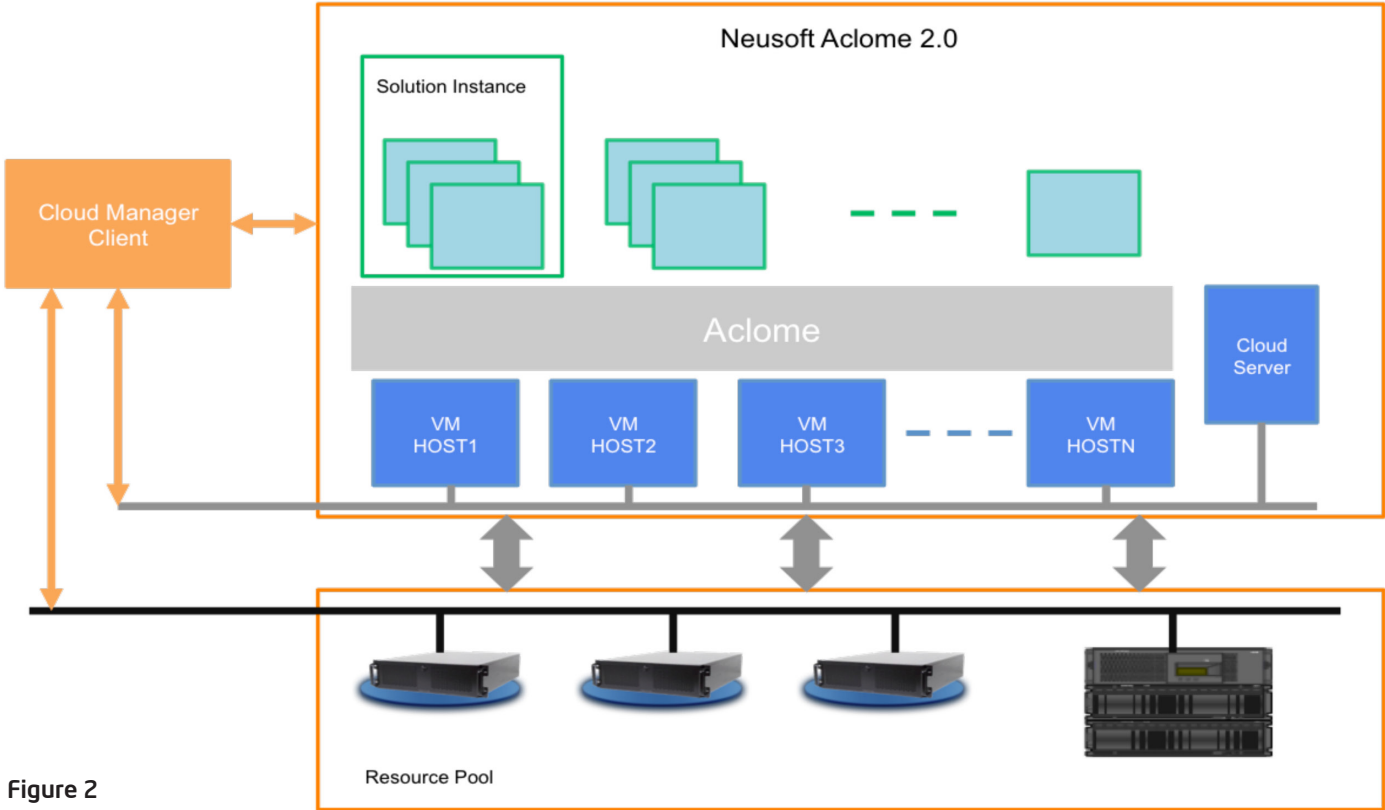 Neusoft Aclome 2.0
Solution Instance
Cloud Manager
Client
Aclome
Cloud
Server
VM
HOST1
VM
HOST2
VM
HOST3
VM
HOSTN
Resource Pool
Figure 2